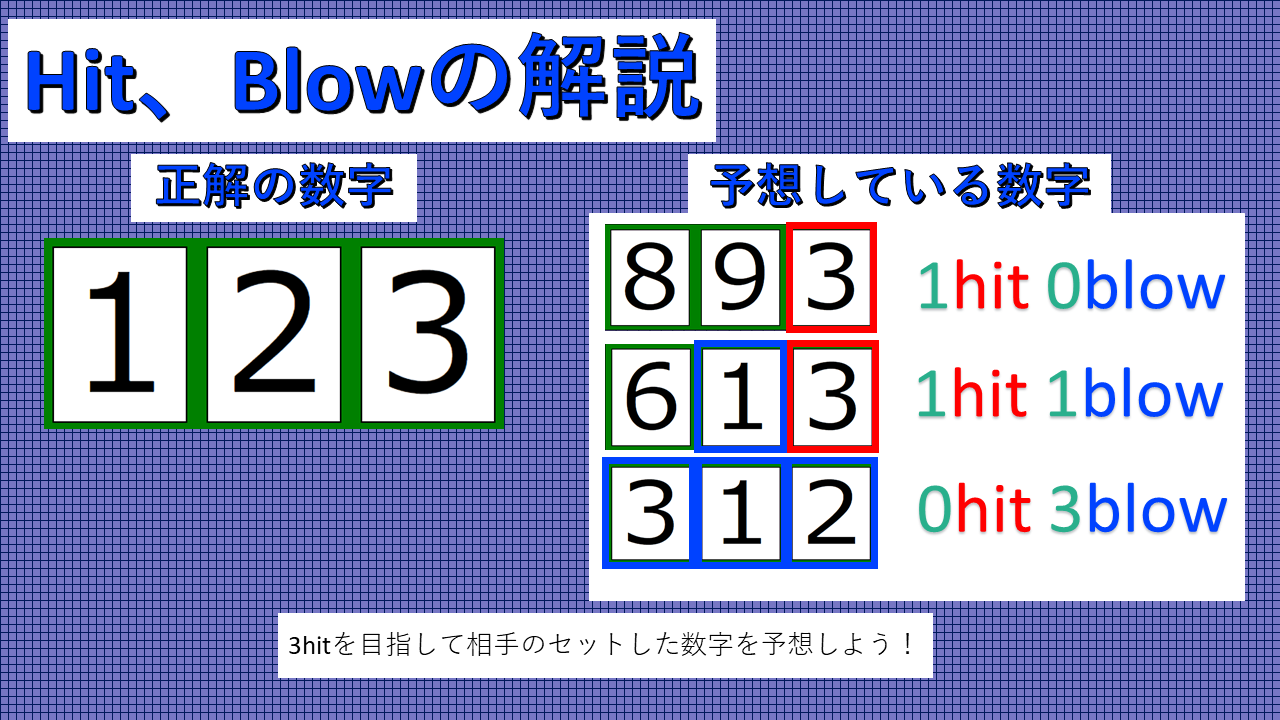 Hit、Blowの解説
正解の数字
1 2 3
予想している数字
8 9 3 1hit 0blow
6 1 3 1hit 1blow
3 1 2 0hit 3blow
3hitを目指して相手のセットした数字を予想しよう！